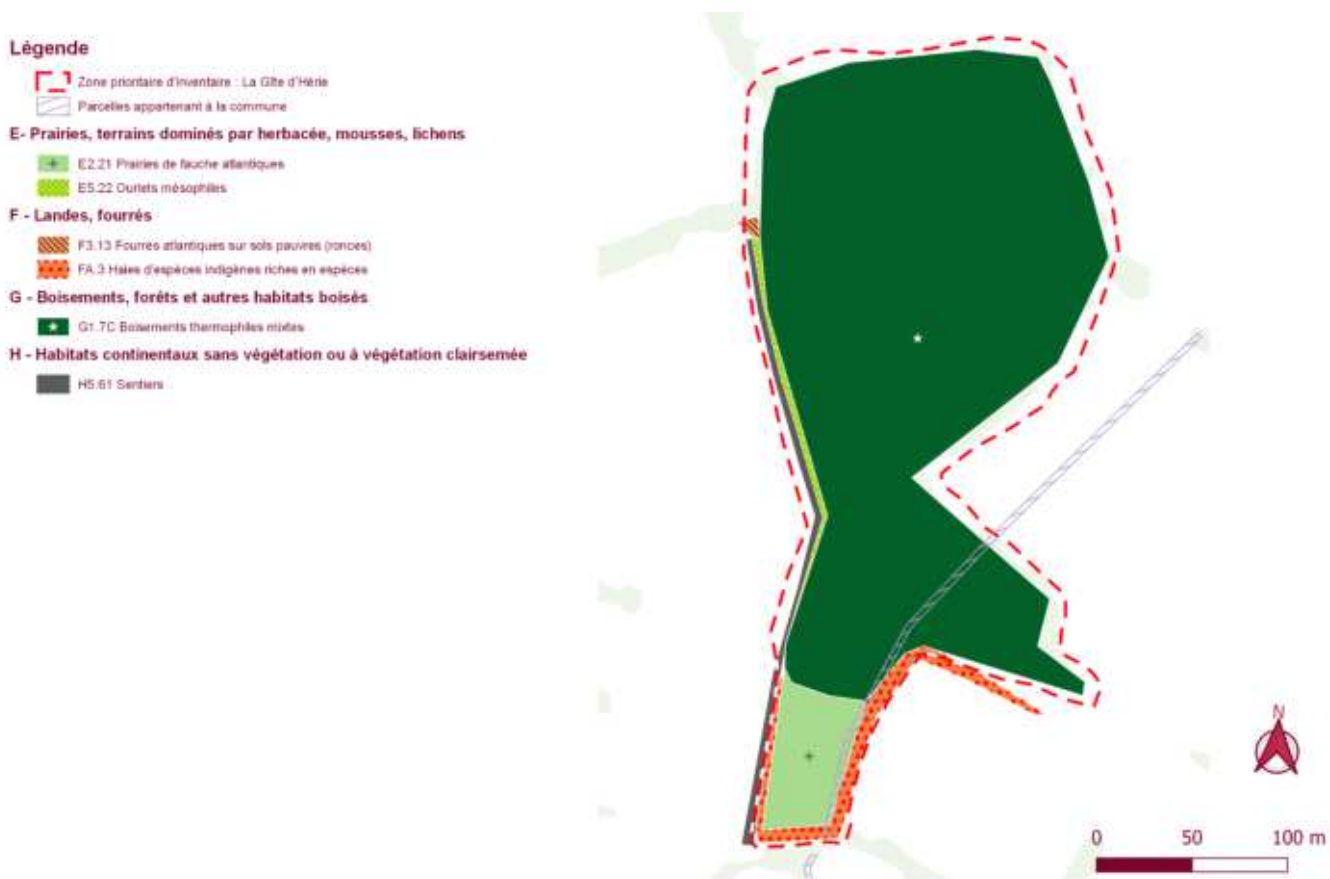 Légende
Zone prioritaire d'inventaire : La Gîte d'Hérie
Parcelles appartenant à la commune
E- Prairies, terrains dominés par herbacée, mousses, lichens
E2.21 Prairies de fauche atlantiques
E5.22 Ourlets mésophiles
F - Landes, fourrés
F3.13 Fourrés atlantiques sur sols pauvres (ronces)
FA.3 Haies d'espèces indigènes riches en espèces
G - Boisements, forêts et autres habitats boisés
G1.7C Boisements thermophiles mixtes
H - Habitats continentaux sans végétation ou à végétation clairsemée
H5.61 Sentiers
N
0 50 100 m